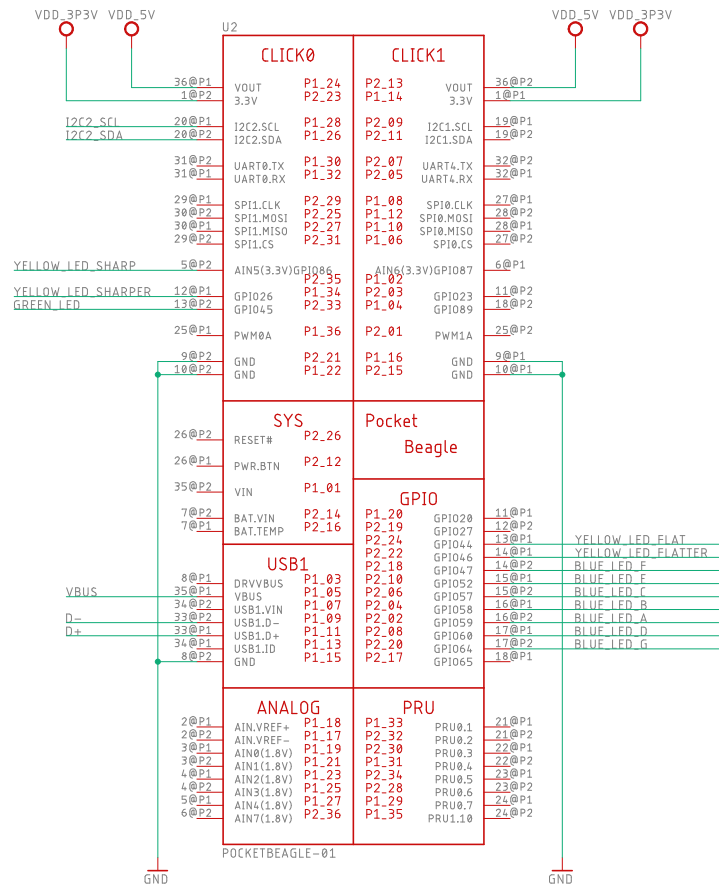 VDD_3P3V VDD_5V VDD_5V VDD_3P3V
U2
CLICK0 CLICK1
36@P1 VOUT P1_24 P2_13 VOUT 36@P2
1@P2 3.3V P2_23 P1_14 3.3V 1@P1
I2C2_SCL 20@P1 I2C2.SCL P1_28 P2_09 I2C1.SCL 19@P1
I2C2_SDA 20@P2 I2C2.SDA P1_26 P2_11 I2C1.SDA 19@P2
31@P2 UART0.TX P1_30 P2_07 UART4.TX 32@P2
31@P1 UART0.RX P1_32 P2_05 UART4.RX 32@P1
29@P1 SPI1.CLK P2_29 P1_08 SPI0.CLK 27@P1
30@P2 SPI1.MOSI P2_25 P1_12 SPI0.MOSI 28@P2
30@P1 SPI1.MISO P2_27 P1_10 SPI0.MISO 28@P1
29@P2 SPI1.CS P2_31 P1_06 SPI0.CS 27@P2
YELLOW_LED_SHARP 5@P2 AIN5(3.3V)GPIO86 AIN6(3.3V)GPIO87 6@P1
P2_35 P1_02
YELLOW_LED_SHARPER 12@P1 GPIO26 P1_34 P2_03 GPIO23 11@P2
GREEN_LED 13@P2 GPIO45 P2_33 P1_04 GPIO89 18@P2
25@P1 PWM0A P1_36 P2_01 PWM1A 25@P2
9@P2 GND P2_21 P1_16 GND 9@P1
10@P2 GND P1_22 P2_15 GND 10@P1
SYS Pocket
26@P2 RESET# P2_26 Beagle
26@P1 PWR.BTN P2_12
35@P2 VIN P1_01 GPIO
7@P2 BAT.VIN P2_14 P1_20 GPIO20 11@P1
7@P1 BAT.TEMP P2_16 P2_19 GPIO27 12@P2
P2_24 GPIO44 13@P1 YELLOW_LED_FLAT
P2_22 GPIO46 14@P1 YELLOW_LED_FLATTER
USB1 P2_18 GPIO47 14@P2 BLUE_LED_F
8@P1 DRVVBUS P1_03 P2_10 GPIO52 15@P1 BLUE_LED_E
VBUS 35@P1 VBUS P1_05 P2_06 GPIO57 15@P2 BLUE_LED_C
34@P2 USB1.VIN P1_07 P2_04 GPIO58 16@P1 BLUE_LED_B
D- 33@P2 USB1.D- P1_09 P2_02 GPIO59 16@P2 BLUE_LED_A
D+ 33@P1 USB1.D+ P1_11 P2_08 GPIO60 17@P1 BLUE_LED_D
34@P1 USB1.ID P1_13 P2_20 GPIO64 17@P2 BLUE_LED_G
8@P2 GND P1_15 P2_17 GPIO65 18@P1
ANALOG PRU
2@P1 AIN.VREF+ P1_18 P1_33 PRU0.1 21@P1
2@P2 AIN.VREF- P1_17 P2_32 PRU0.2 21@P2
3@P1 AIN0(1.8V) P1_19 P2_30 PRU0.3 22@P1
3@P2 AIN1(1.8V) P1_21 P1_31 PRU0.4 22@P2
4@P1 AIN2(1.8V) P1_23 P2_34 PRU0.5 23@P1
4@P2 AIN3(1.8V) P1_25 P2_28 PRU0.6 23@P2
5@P1 AIN4(1.8V) P1_27 P1_29 PRU0.7 24@P1
6@P2 AIN7(1.8V) P2_36 P1_35 PRU1.10 24@P2
POCKETBEAGLE-01
GND GND